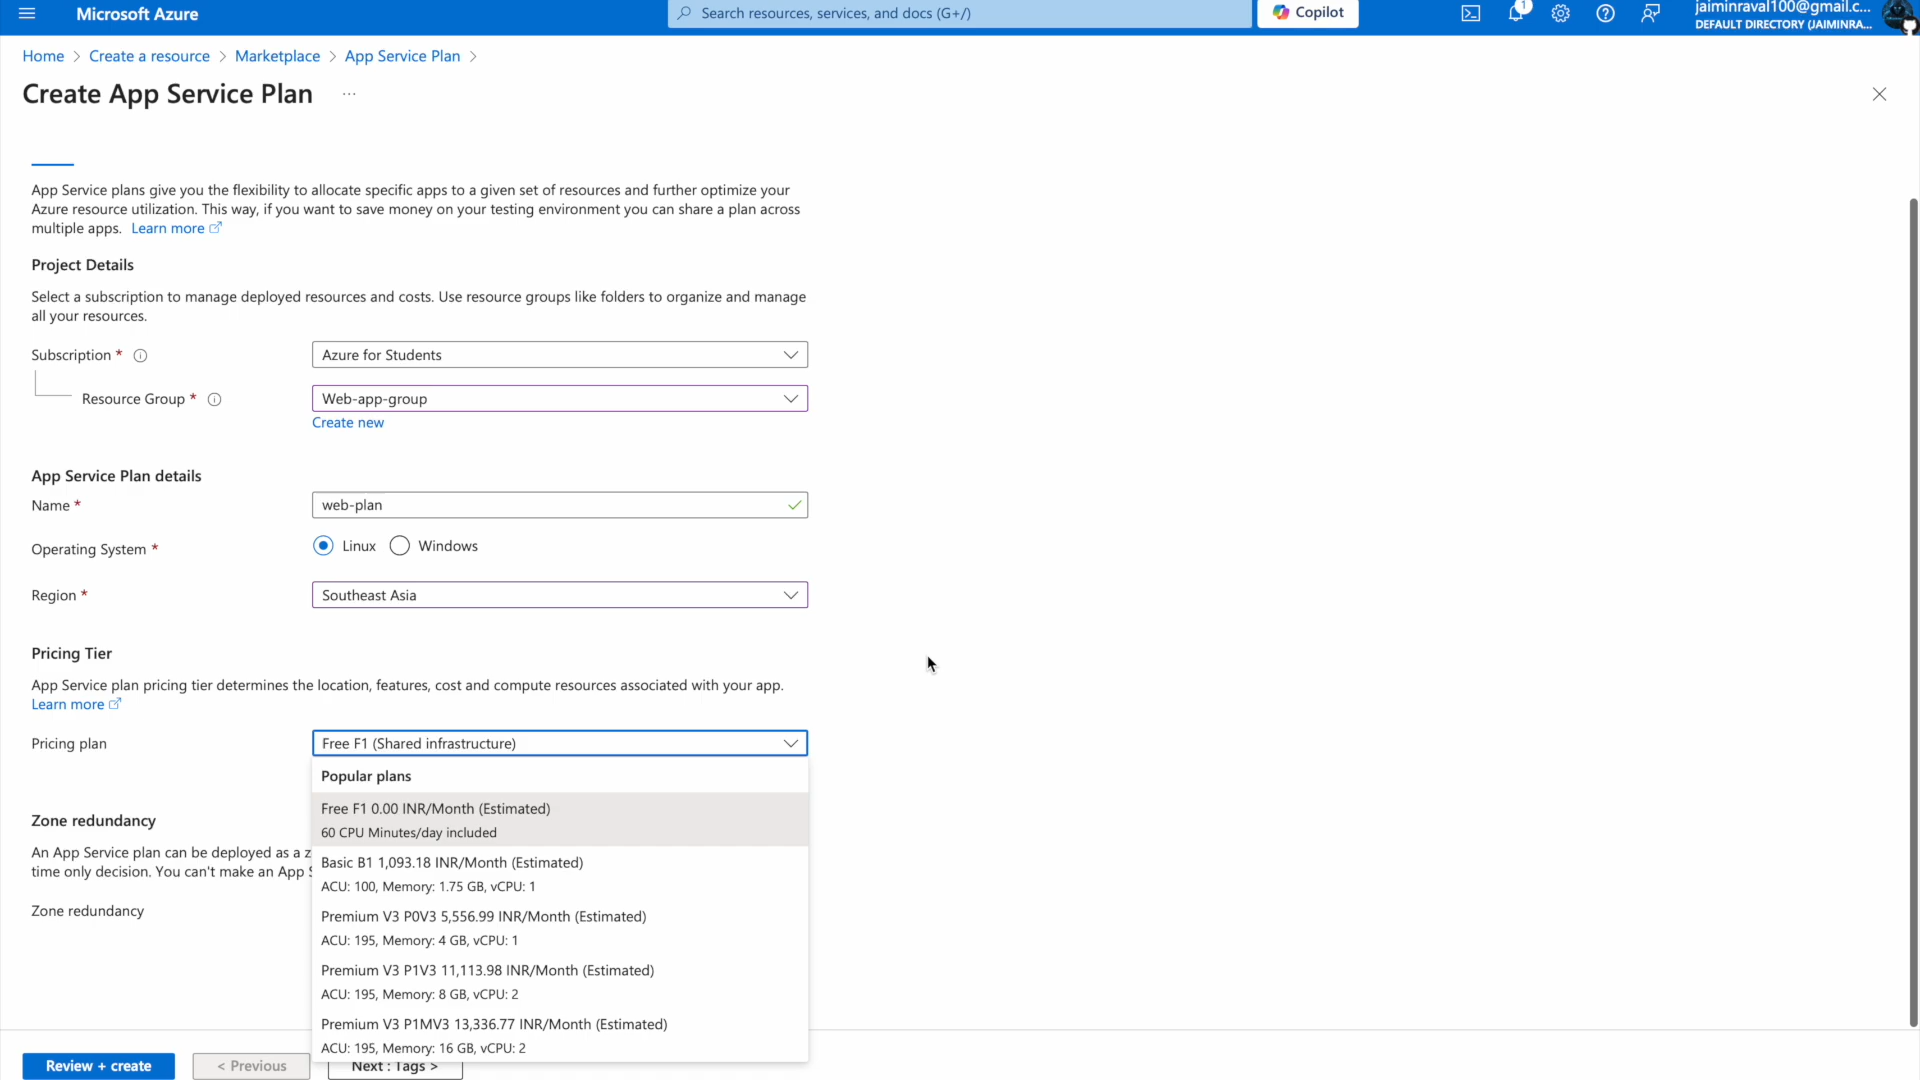 Microsoft Azure
Search resources, services, and docs (G+/)
Copilot
1
jaiminraval100@gmail.c...
DEFAULT DIRECTORY (JAIMINRA...
Home > Create a resource > Marketplace > App Service Plan >
Create App Service Plan ...
App Service plans give you the flexibility to allocate specific apps to a given set of resources and further optimize your
Azure resource utilization. This way, if you want to save money on your testing environment you can share a plan across
multiple apps. Learn more
Project Details
Select a subscription to manage deployed resources and costs. Use resource groups like folders to organize and manage
all your resources.
Subscription *
Azure for Students
Resource Group *
Web-app-group
Create new
App Service Plan details
Name *
web-plan
Operating System *
Linux
Windows
Region *
Southeast Asia
Pricing Tier
App Service plan pricing tier determines the location, features, cost and compute resources associated with your app.
Learn more
Pricing plan
Free F1 (Shared infrastructure)
Popular plans
Free F1 0.00 INR/Month (Estimated)
60 CPU Minutes/day included
Basic B1 1,093.18 INR/Month (Estimated)
ACU: 100, Memory: 1.75 GB, vCPU: 1
Premium V3 P0V3 5,556.99 INR/Month (Estimated)
ACU: 195, Memory: 4 GB, vCPU: 1
Premium V3 P1V3 11,113.98 INR/Month (Estimated)
ACU: 195, Memory: 8 GB, vCPU: 2
Premium V3 P1MV3 13,336.77 INR/Month (Estimated)
ACU: 195, Memory: 16 GB, vCPU: 2
Zone redundancy
An App Service plan can be deployed as a z
time only decision. You can't make an App S
Zone redundancy
Review + create
< Previous
Next : Tags >